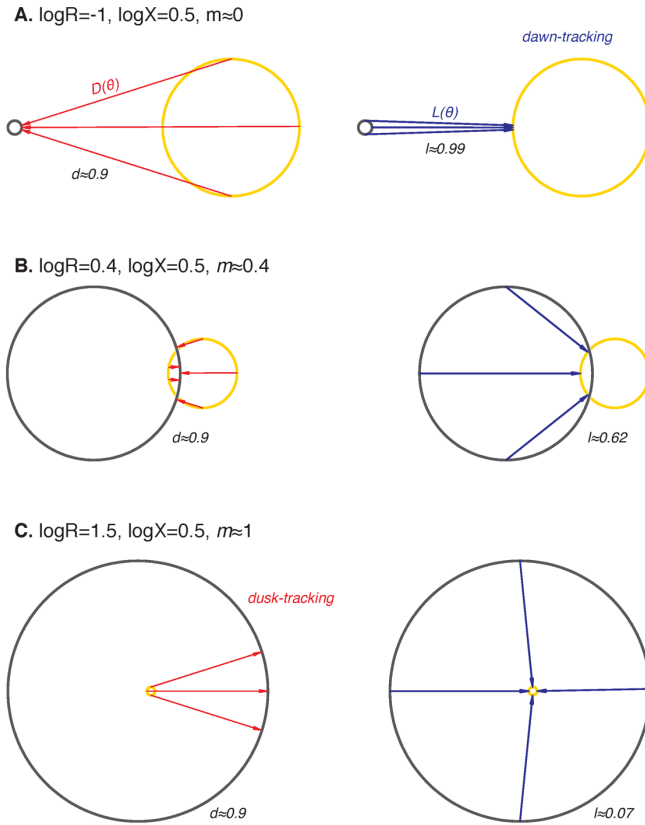 A. logR=-1, logX=0.5, m≈0
dawn-tracking
D(θ)
L(θ)
d≈0.9
l≈0.99
B. logR=0.4, logX=0.5, m≈0.4
d≈0.9
l≈0.62
C. logR=1.5, logX=0.5, m≈1
dusk-tracking
d≈0.9
l≈0.07